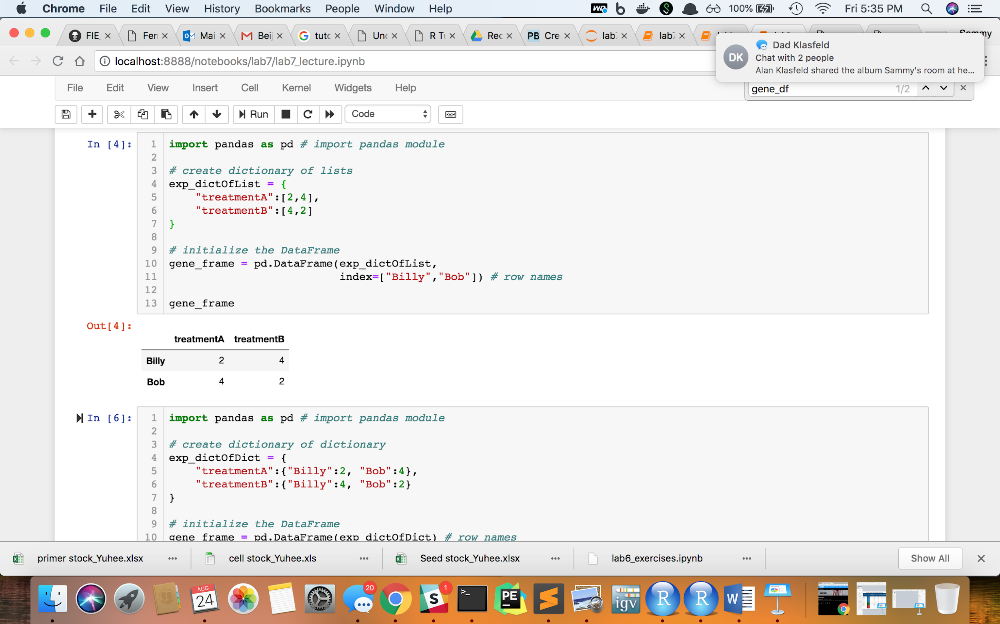 Chrome File Edit View History Bookmarks People Window Help 100% Fri 5:35 PM
FIE_ Fen Mai Beij tuto Unc R Tu Rec PB Cre lab7 lab7 Sammy
localhost:8888/notebooks/lab7/lab7_lecture.ipynb
DK Dad Klasfeld
Chat with 2 people
Alan Klasfeld shared the album Sammy's room at he...
File Edit View Insert Cell Kernel Widgets Help
gene_df 1/2
Run Code
In [4]:
1 import pandas as pd # import pandas module
2
3 # create dictionary of lists
4 exp_dictOfList = {
5 "treatmentA":[2,4],
6 "treatmentB":[4,2]
7 }
8
9 # initialize the DataFrame
10 gene_frame = pd.DataFrame(exp_dictOfList,
11 index=["Billy","Bob"]) # row names
12
13 gene_frame
Out[4]:
treatmentA treatmentB
Billy 2 4
Bob 4 2
In [6]:
1 import pandas as pd # import pandas module
2
3 # create dictionary of dictionary
4 exp_dictOfDict = {
5 "treatmentA":{"Billy":2, "Bob":4},
6 "treatmentB":{"Billy":4, "Bob":2}
7 }
8
9 # initialize the DataFrame
10 gene_frame = pd.DataFrame(exp_dictOfDict) # row names
primer stock_Yuhee.xlsx cell stock_Yuhee.xls Seed stock_Yuhee.xlsx lab6_exercises.ipynb Show All
AUG 24 20 S 1 >_ PE igv R R W